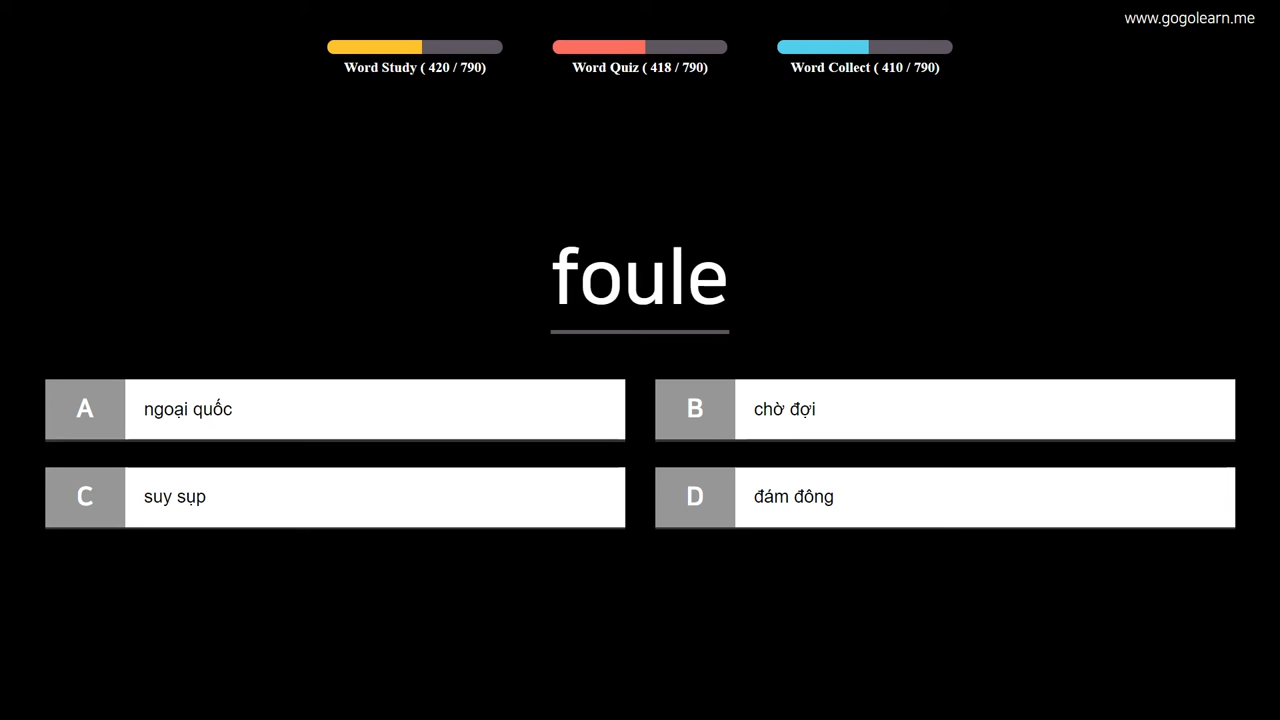 www.gogolearn.me
Word Study ( 420 / 790)
Word Quiz ( 418 / 790)
Word Collect ( 410 / 790)
foule
A ngoại quốc
B chờ đợi
C suy sụp
D đám đông